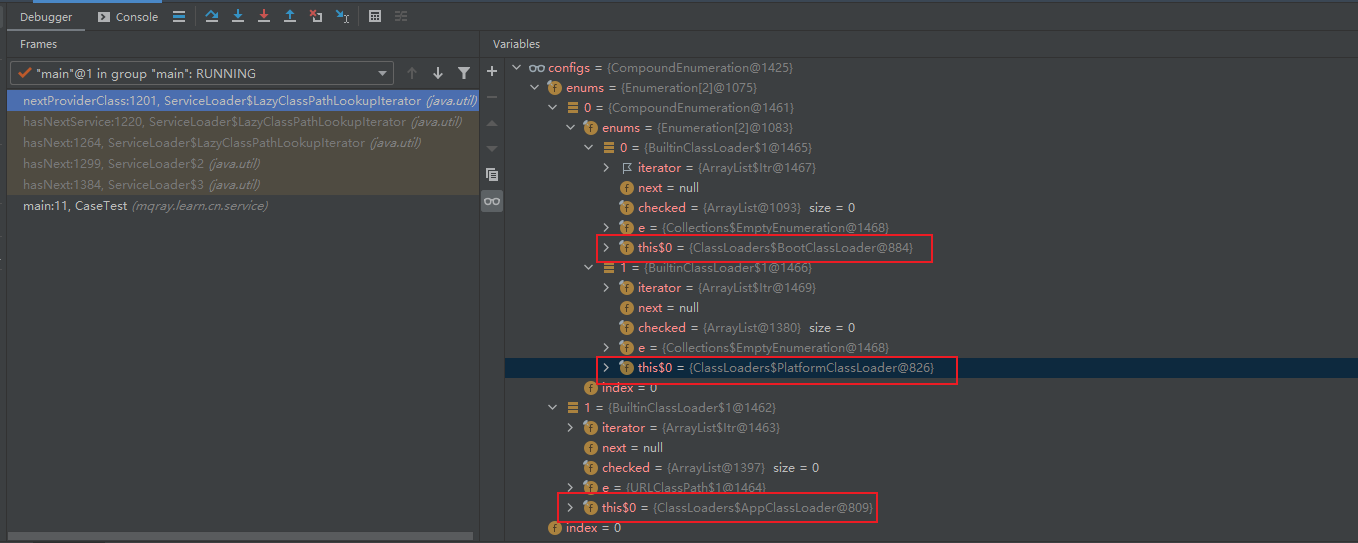 Debugger
Console
Frames
Variables
"main"@1 in group "main": RUNNING
nextProviderClass:1201, ServiceLoader$LazyClassPathLookupIterator (java.util)
hasNextService:1220, ServiceLoader$LazyClassPathLookupIterator (java.util)
hasNext:1264, ServiceLoader$LazyClassPathLookupIterator (java.util)
hasNext:1299, ServiceLoader$2 (java.util)
hasNext:1384, ServiceLoader$3 (java.util)
main:11, CaseTest (mqray.learn.cn.service)
configs = {CompoundEnumeration@1425}
enums = {Enumeration[2]@1075}
0 = {CompoundEnumeration@1461}
enums = {Enumeration[2]@1083}
0 = {BuiltinClassLoader$1@1465}
iterator = {ArrayList$Itr@1467}
next = null
checked = {ArrayList@1093} size = 0
e = {Collections$EmptyEnumeration@1468}
this$0 = {ClassLoaders$BootClassLoader@884}
1 = {BuiltinClassLoader$1@1466}
iterator = {ArrayList$Itr@1469}
next = null
checked = {ArrayList@1380} size = 0
e = {Collections$EmptyEnumeration@1468}
this$0 = {ClassLoaders$PlatformClassLoader@826}
index = 0
1 = {BuiltinClassLoader$1@1462}
iterator = {ArrayList$Itr@1463}
next = null
checked = {ArrayList@1397} size = 0
e = {URLClassPath$1@1464}
this$0 = {ClassLoaders$AppClassLoader@809}
index = 0